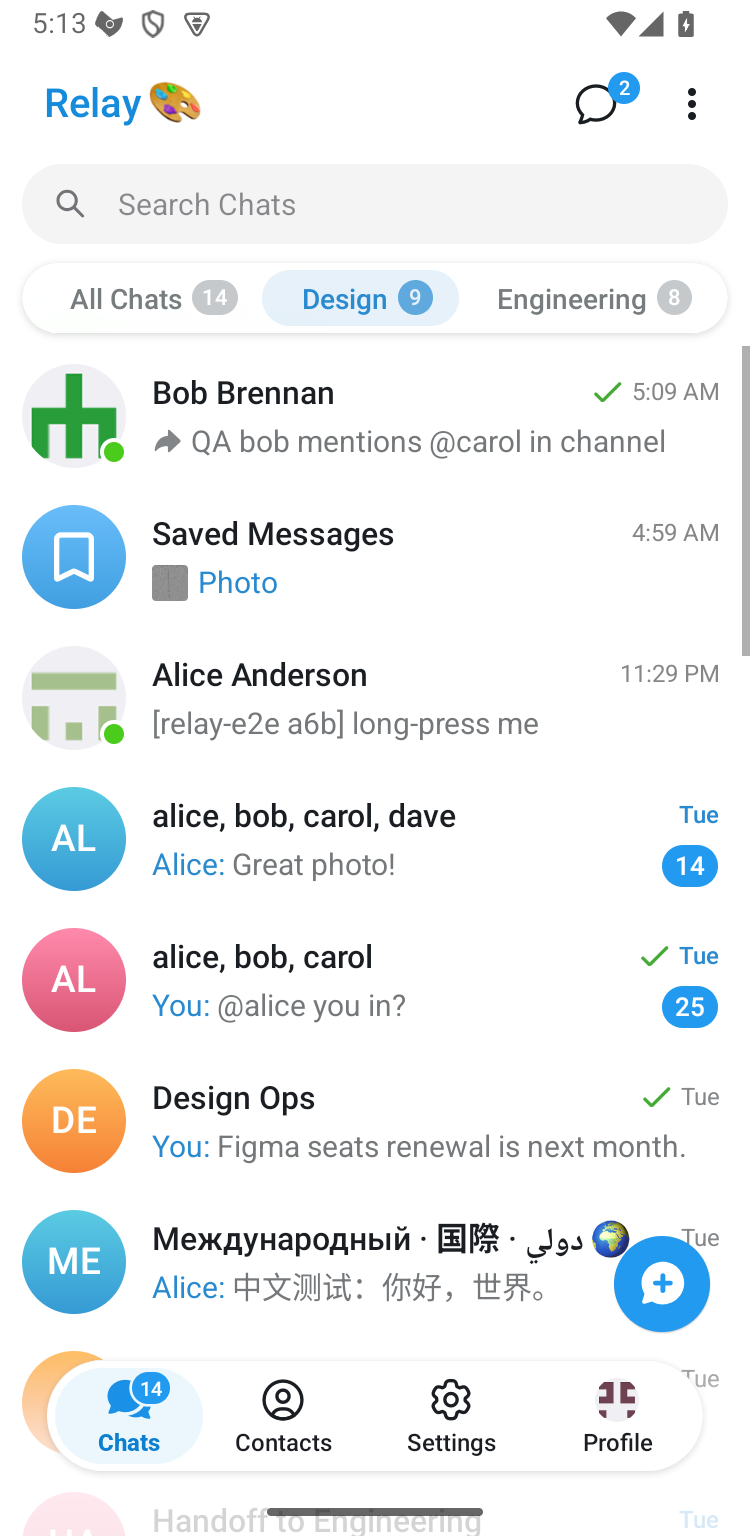 5:13
Relay
2
Search Chats
All Chats 14 Design 9 Engineering 8
Bob Brennan 5:09 AM
QA bob mentions @carol in channel
Saved Messages 4:59 AM
Photo
Alice Anderson 11:29 PM
[relay-e2e a6b] long-press me
AL alice, bob, carol, dave Tue
Alice: Great photo! 14
AL alice, bob, carol Tue
You: @alice you in? 25
DE Design Ops Tue
You: Figma seats renewal is next month.
ME Международный · 国際 · دولي 🌍 Tue
Alice: 中文测试：你好，世界。
Tue
14
Chats Contacts Settings Profile
Handoff to Engineering Tue